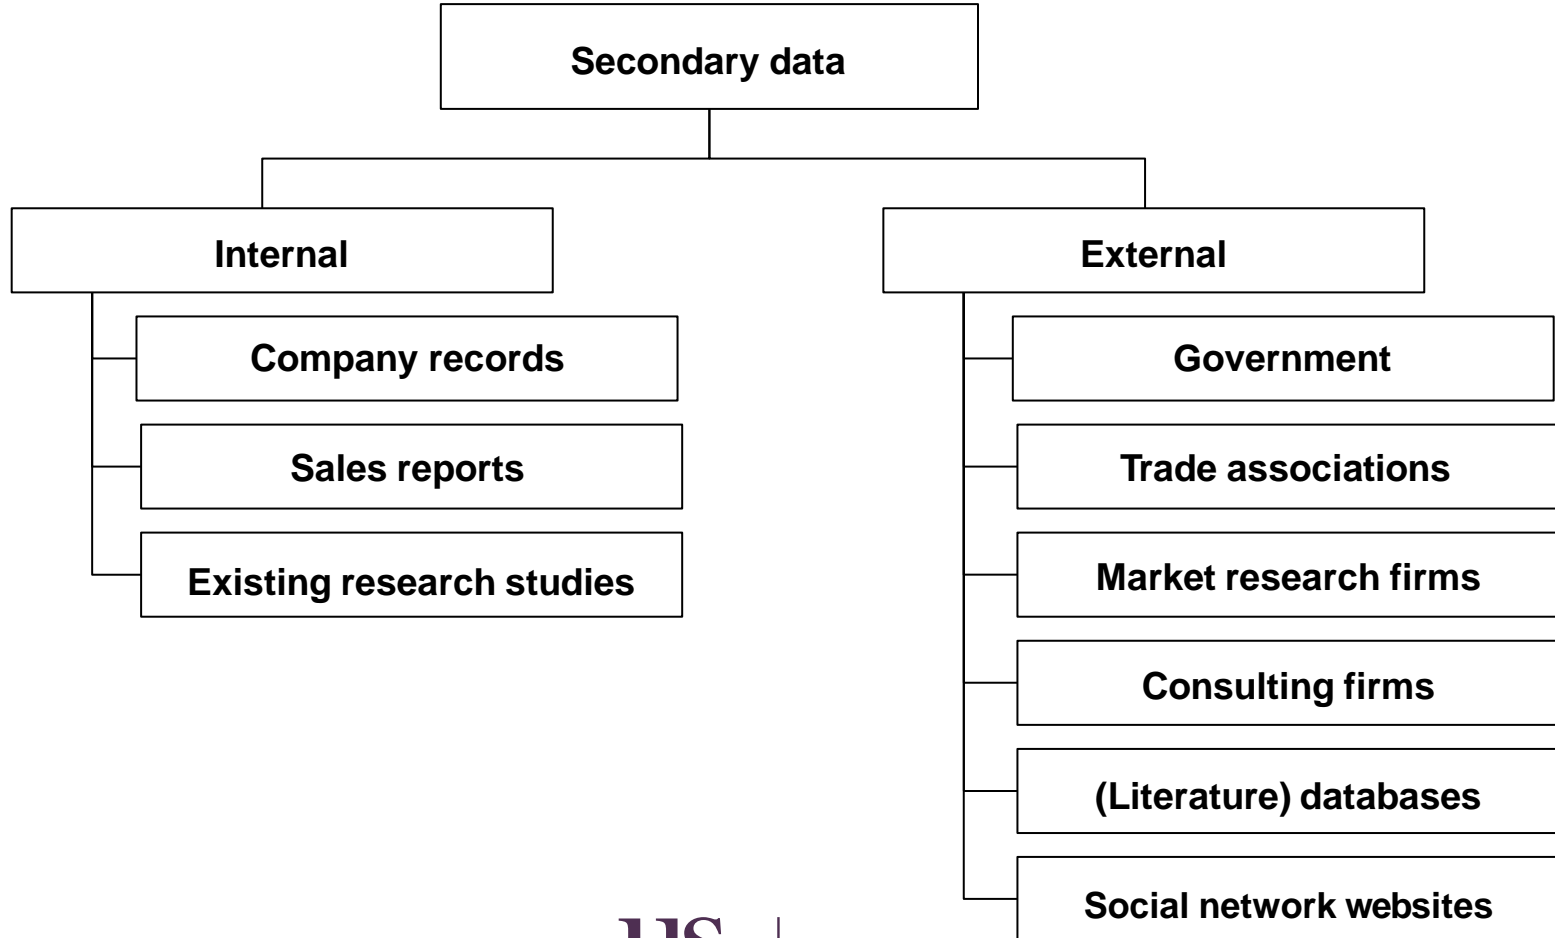 Secondary data
Internal
External
Company records
Government
Sales reports
Trade associations
Existing research studies
Market research firms
Consulting firms
(Literature) databases
Social network websites
us